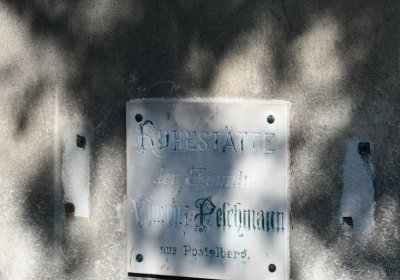 RUHESTÄTTE
der Familie
Peſchmann
aus Postelberg.